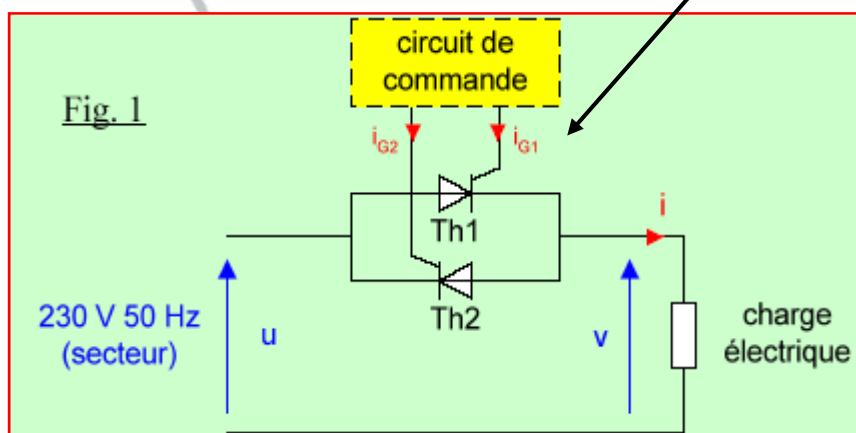 circuit de
commande
Fig. 1
iG2
iG1
Th1
i
Th2
230 V 50 Hz
(secteur)
u
v
charge
électrique